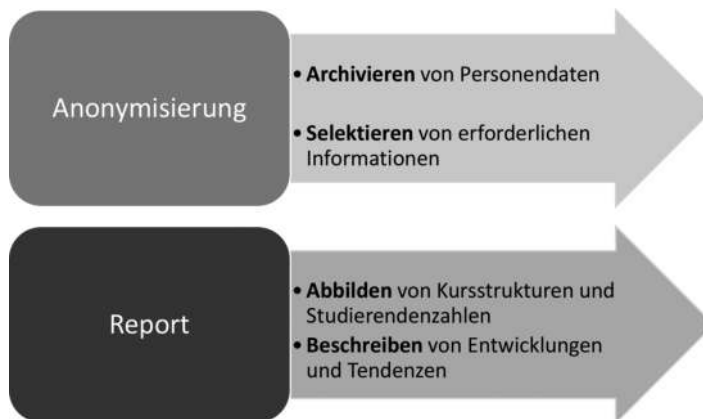 Anonymisierung
• Archivieren von Personendaten
• Selektieren von erforderlichen
Informationen
Report
• Abbilden von Kursstrukturen und
Studierendenzahlen
• Beschreiben von Entwicklungen
und Tendenzen